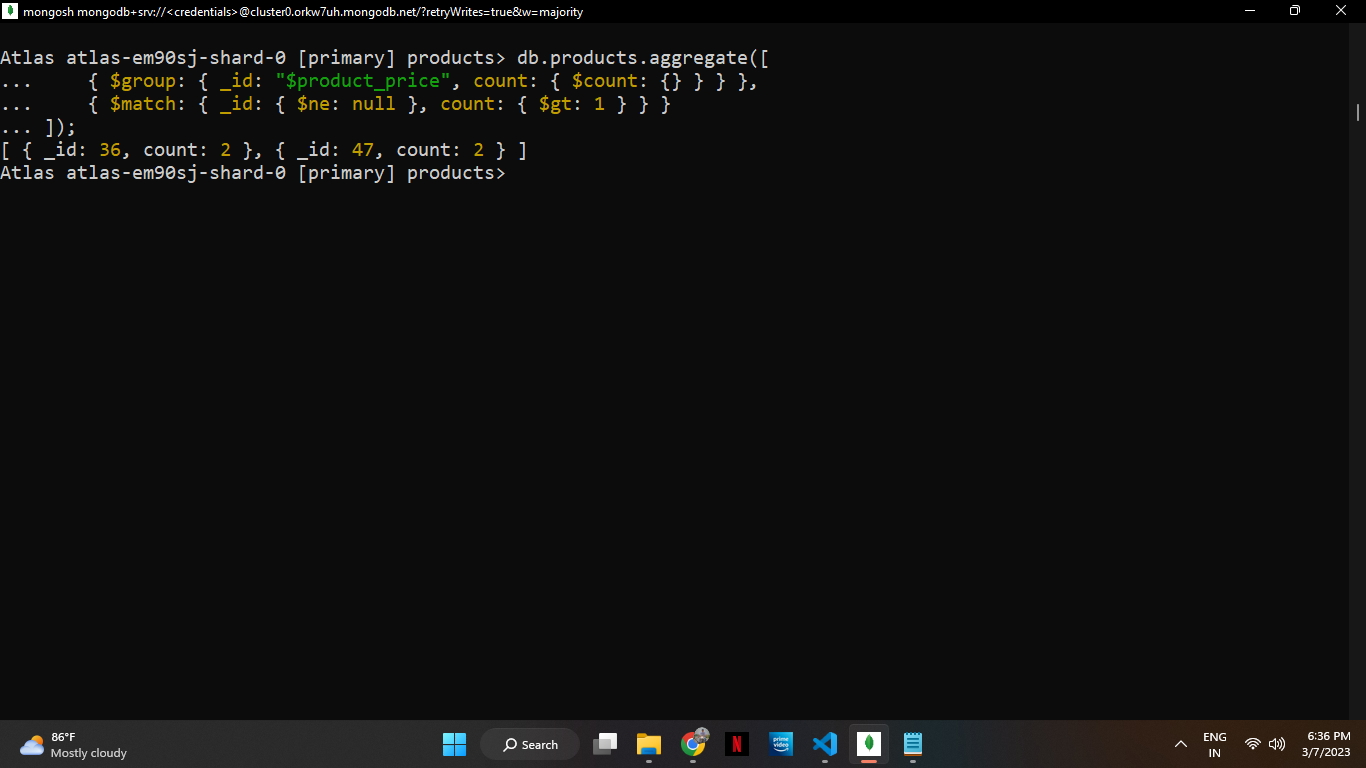 mongosh mongodb+srv://<credentials>@cluster0.orkw7uh.mongodb.net/?retryWrites=true&w=majority
Atlas atlas-em90sj-shard-0 [primary] products> db.products.aggregate([
...     { $group: { _id: "$product_price", count: { $count: {} } } },
...     { $match: { _id: { $ne: null }, count: { $gt: 1 } } }
... ]);
[ { _id: 36, count: 2 }, { _id: 47, count: 2 } ]
Atlas atlas-em90sj-shard-0 [primary] products>
86°F
Mostly cloudy
Search
N
prime video
ENG
IN
6:36 PM
3/7/2023